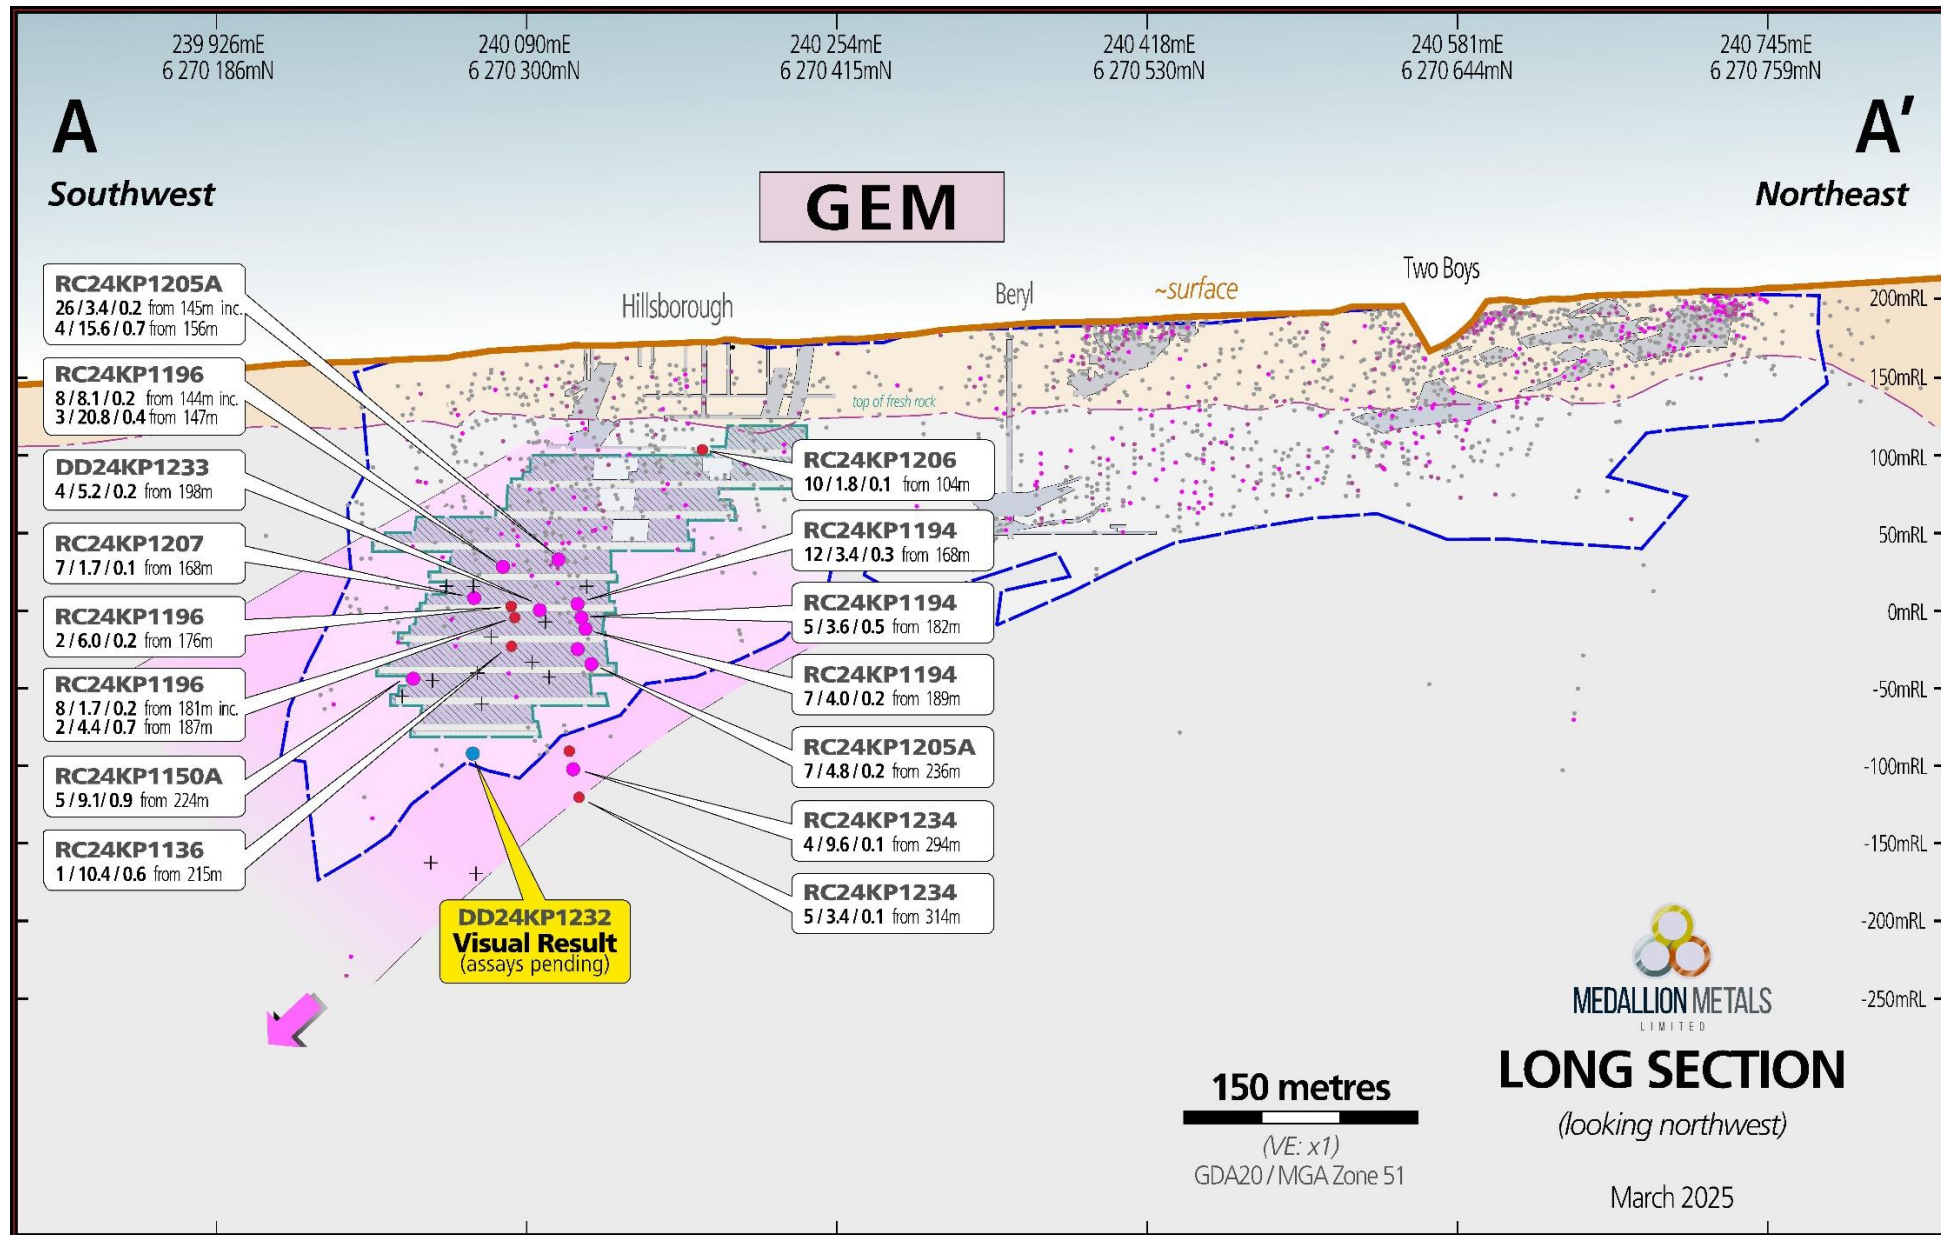 239 926mE
6 270 186mN
240 090mE
6 270 300mN
240 254mE
6 270 415mN
240 418mE
6 270 530mN
240 581mE
6 270 644mN
240 745mE
6 270 759mN
A
Southwest
GEM
A'
Northeast
Hillsborough
Beryl
~surface
Two Boys
top of fresh rock
RC24KP1205A
26 / 3.4 / 0.2 from 145m inc.
4 / 15.6 / 0.7 from 156m
RC24KP1196
8 / 8.1 / 0.2 from 144m inc.
3 / 20.8 / 0.4 from 147m
DD24KP1233
4 / 5.2 / 0.2 from 198m
RC24KP1207
7 / 1.7 / 0.1 from 168m
RC24KP1196
2 / 6.0 / 0.2 from 176m
RC24KP1196
8 / 1.7 / 0.2 from 181m inc.
2 / 4.4 / 0.7 from 187m
RC24KP1150A
5 / 9.1 / 0.9 from 224m
RC24KP1136
1 / 10.4 / 0.6 from 215m
RC24KP1206
10 / 1.8 / 0.1 from 104m
RC24KP1194
12 / 3.4 / 0.3 from 168m
RC24KP1194
5 / 3.6 / 0.5 from 182m
RC24KP1194
7 / 4.0 / 0.2 from 189m
RC24KP1205A
7 / 4.8 / 0.2 from 236m
RC24KP1234
4 / 9.6 / 0.1 from 294m
RC24KP1234
5 / 3.4 / 0.1 from 314m
DD24KP1232
Visual Result
(assays pending)
200mRL
150mRL
100mRL
50mRL
0mRL
-50mRL
-100mRL
-150mRL
-200mRL
-250mRL
MEDALLION METALS
LIMITED
LONG SECTION
(looking northwest)
March 2025
150 metres
(VE: x1)
GDA20 / MGA Zone 51